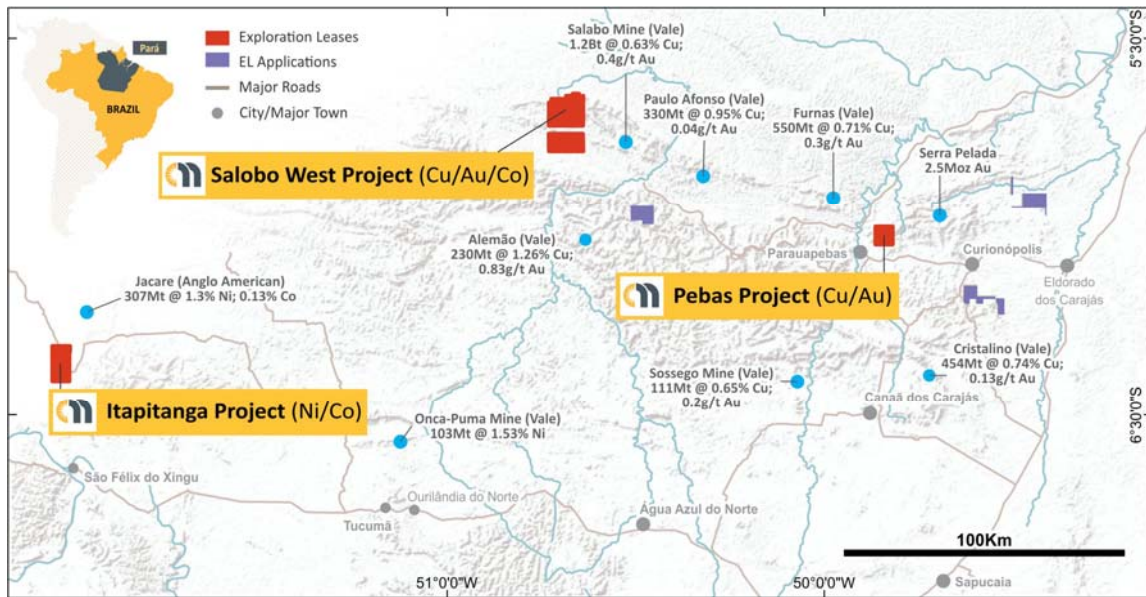 Pará
BRAZIL
Exploration Leases
EL Applications
Major Roads
City/Major Town
Salabo Mine (Vale)
1.2Bt @ 0.63% Cu;
0.4g/t Au
Paulo Afonso (Vale)
330Mt @ 0.95% Cu;
0.04g/t Au
Furnas (Vale)
550Mt @ 0.71% Cu;
0.3g/t Au
Serra Pelada
2.5Moz Au
5°30'0"S
Salobo West Project (Cu/Au/Co)
Alemão (Vale)
230Mt @ 1.26% Cu;
0.83g/t Au
Parauapebas
Curionópolis
Eldorado
dos Carajás
Pebas Project (Cu/Au)
Jacare (Anglo American)
307Mt @ 1.3% Ni; 0.13% Co
Itapitanga Project (Ni/Co)
Sossego Mine (Vale)
111Mt @ 0.65% Cu;
0.2g/t Au
Cristalino (Vale)
454Mt @ 0.74% Cu;
0.13g/t Au
Canaã dos Carajás
6°30'0"S
Onca-Puma Mine (Vale)
103Mt @ 1.53% Ni
São Félix do Xingu
Tucumã
Ourilândia do Norte
Água Azul do Norte
100Km
Sapucaia
51°0'0"W
50°0'0"W